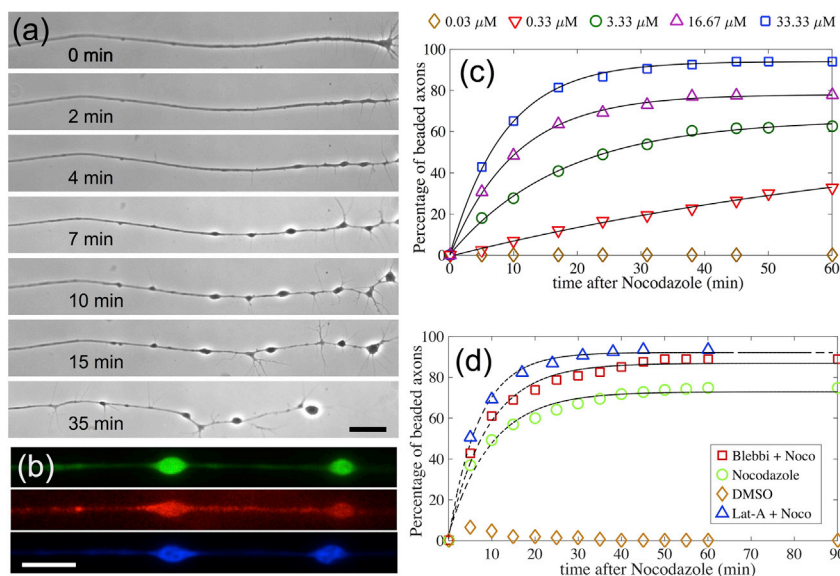 (a)
0 min
2 min
4 min
7 min
10 min
15 min
35 min
(b)
0.03 μM 0.33 μM 3.33 μM 16.67 μM 33.33 μM
(c)
Percentage of beaded axons
100
80
60
40
20
0
0 10 20 30 40 50 60
time after Nocodazole (min)
(d)
Percentage of beaded axons
100
80
60
40
20
0
Blebbi + Noco
Nocodazole
DMSO
Lat-A + Noco
10 20 30 40 50 60 70 80 90
time after Nocodazole (min)